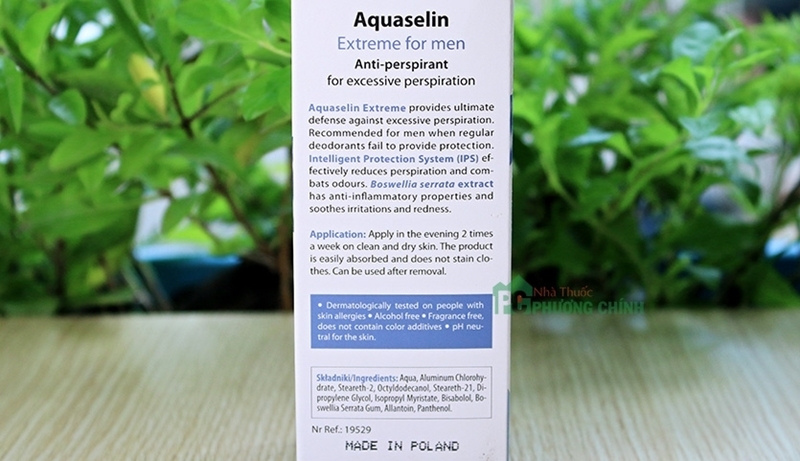 Aquaselin
Extreme for men
Anti-perspirant
for excessive perspiration
Aquaselin Extreme provides ultimate
defense against excessive perspiration.
Recommended for men when regular
deodorants fail to provide protection.
Intelligent Protection System (IPS) ef-
fectively reduces perspiration and com-
bats odours. Boswellia serrata extract
has anti-inflammatory properties and
soothes irritations and redness.
Application: Apply in the evening 2 times
a week on clean and dry skin. The product
is easily absorbed and does not stain clo-
thes. Can be used after removal.
• Dermatologically tested on people with
skin allergies • Alcohol free • Fragrance free,
does not contain color additives • pH neu-
tral for the skin.
Składniki/Ingredients: Aqua, Aluminum Chlorohy-
drate, Steareth-2, Octyldodecanol, Steareth-21, Di-
propylene Glycol, Isopropyl Myristate, Bisabolol, Bo-
swellia Serrata Gum, Allantoin, Panthenol.
Nr Ref.: 19529
MADE IN POLAND
PG Nhà Thuốc
PHƯƠNG CHÍNH